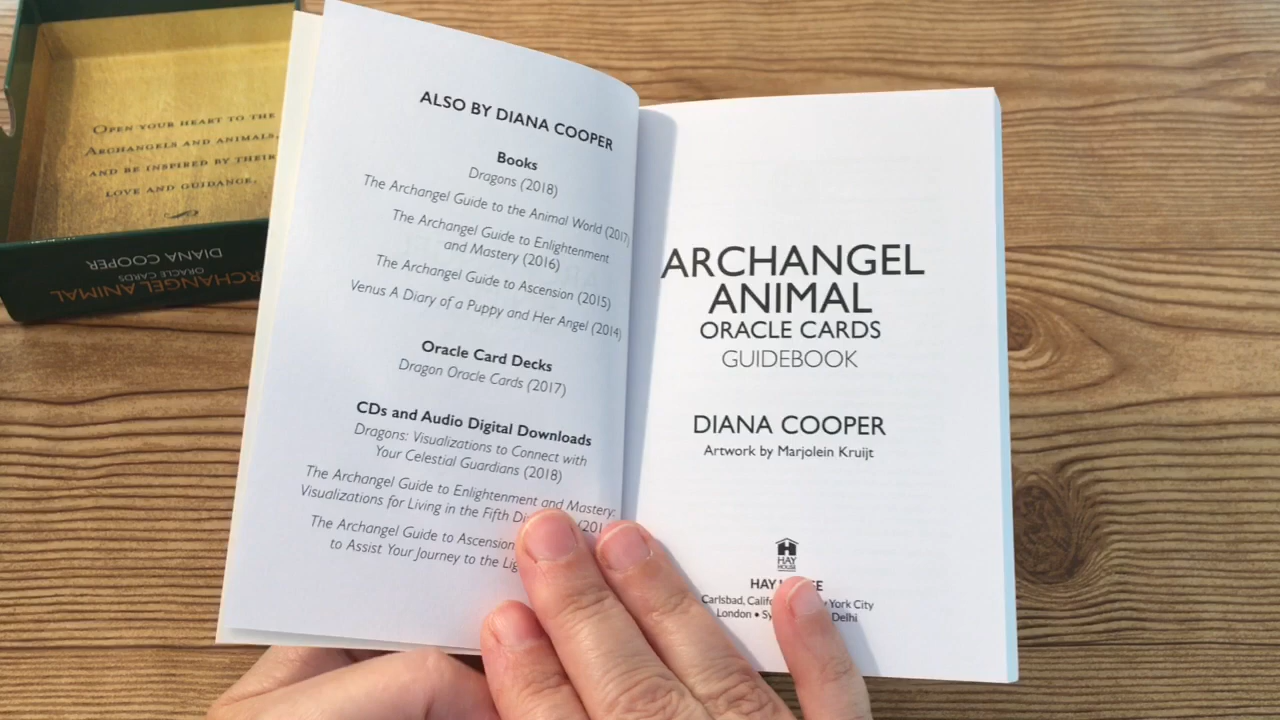 OPEN YOUR HEART TO THE
ARCHANGELS AND ANIMALS,
AND BE INSPIRED BY THEIR
LOVE AND GUIDANCE.
ARCHANGEL ANIMAL
ORACLE CARDS
DIANA COOPER
ALSO BY DIANA COOPER
Books
Dragons (2018)
The Archangel Guide to the Animal World (2017)
The Archangel Guide to Enlightenment
and Mastery (2016)
The Archangel Guide to Ascension (2015)
Venus A Diary of a Puppy and Her Angel (2014)
Oracle Card Decks
Dragon Oracle Cards (2017)
CDs and Audio Digital Downloads
Dragons: Visualizations to Connect with
Your Celestial Guardians (2018)
The Archangel Guide to Enlightenment and Mastery:
Visualizations for Living in the Fifth
The Archangel Guide to Ascension
to Assist Your Journey to the
ARCHANGEL
ANIMAL
ORACLE CARDS
GUIDEBOOK
DIANA COOPER
Artwork by Marjolein Kruijt
HAY
HOUSE
HAY
Carlsbad, York City
London • Delhi